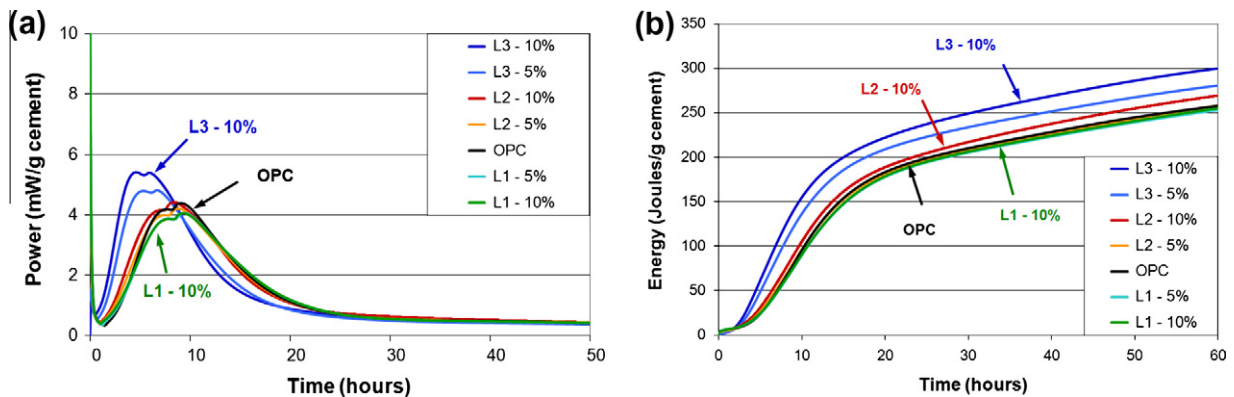 (a)
Power (mW/g cement)
10
8
6
4
2
0
0
10
20
30
40
50
Time (hours)
L3 - 10%
OPC
L1 - 10%
L3 - 10%
L3 - 5%
L2 - 10%
L2 - 5%
OPC
L1 - 5%
L1 - 10%
(b)
Energy (Joules/g cement)
350
300
250
200
150
100
50
0
0
10
20
30
40
50
60
Time (hours)
L3 - 10%
L2 - 10%
OPC
L1 - 10%
L3 - 10%
L3 - 5%
L2 - 10%
L2 - 5%
OPC
L1 - 5%
L1 - 10%